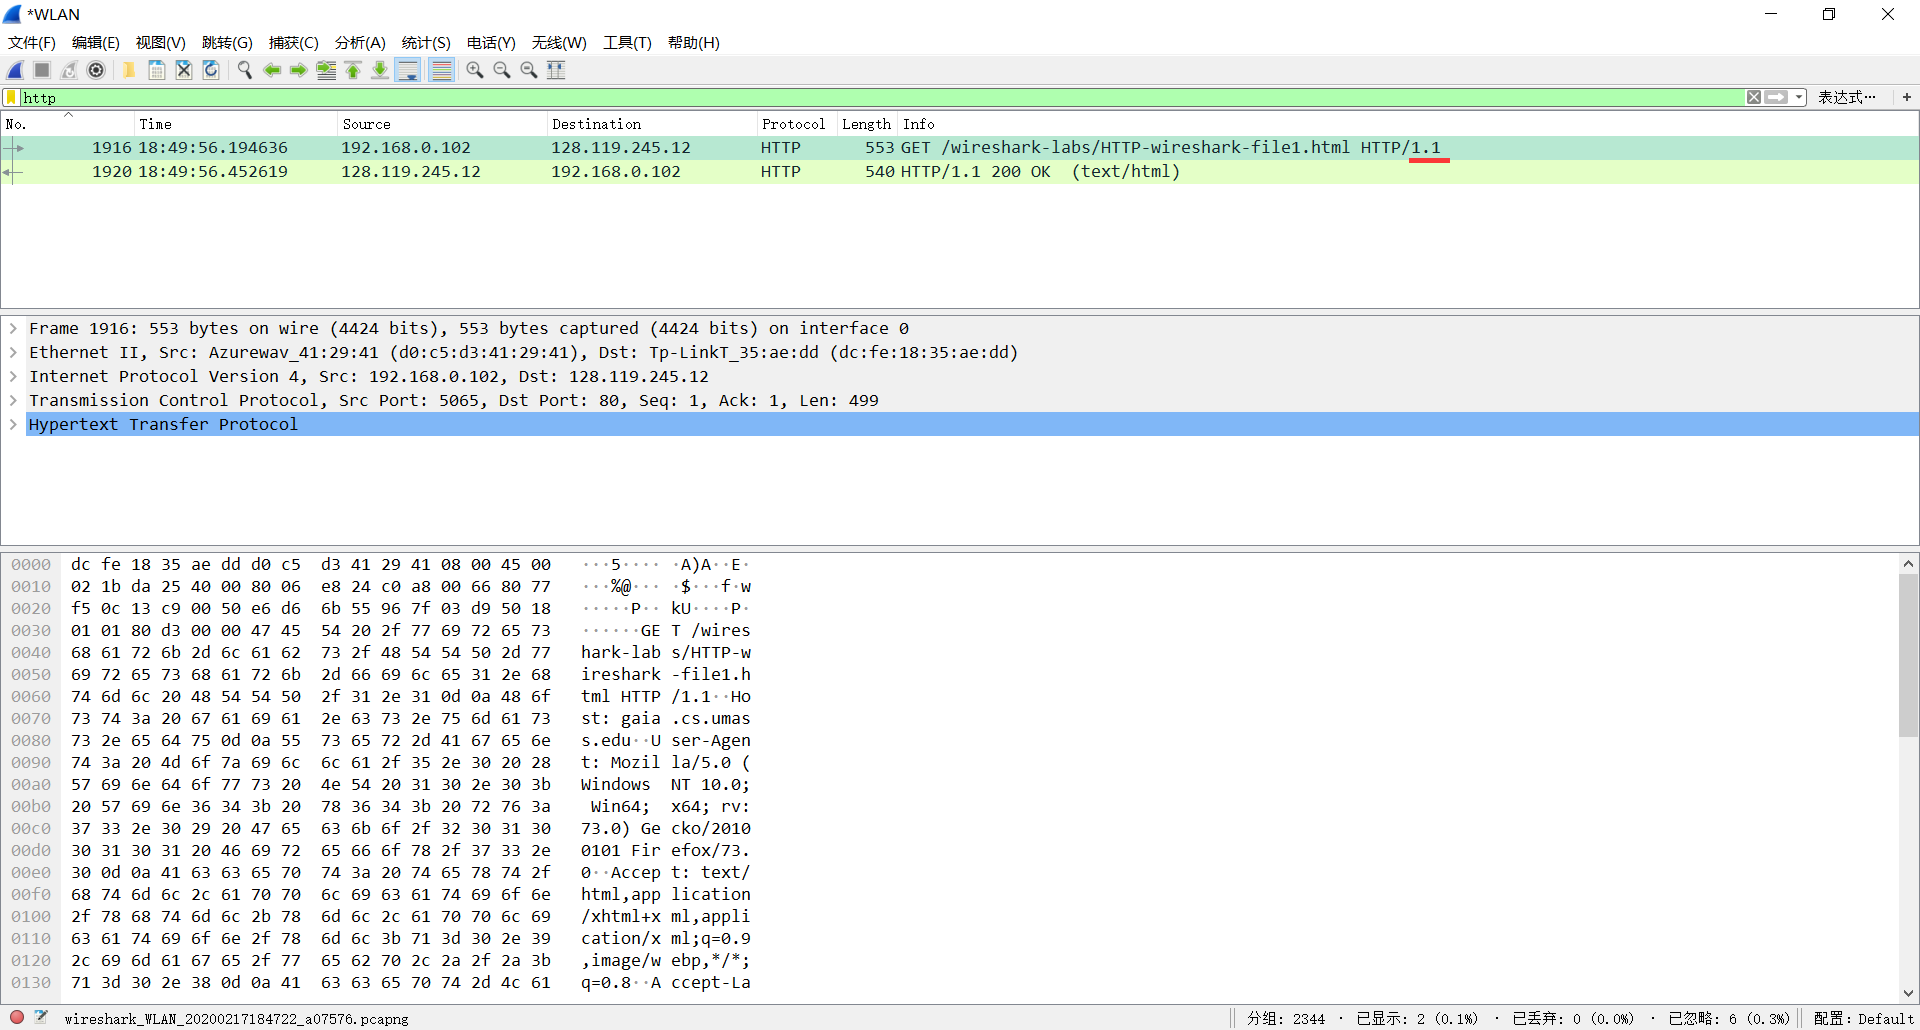 *WLAN
文件(F) 编辑(E) 视图(V) 跳转(G) 捕获(C) 分析(A) 统计(S) 电话(Y) 无线(W) 工具(T) 帮助(H)
http 表达式… +
No. Time Source Destination Protocol Length Info
1916 18:49:56.194636 192.168.0.102 128.119.245.12 HTTP 553 GET /wireshark-labs/HTTP-wireshark-file1.html HTTP/1.1
1920 18:49:56.452619 128.119.245.12 192.168.0.102 HTTP 540 HTTP/1.1 200 OK  (text/html)
Frame 1916: 553 bytes on wire (4424 bits), 553 bytes captured (4424 bits) on interface 0
Ethernet II, Src: Azurewav_41:29:41 (d0:c5:d3:41:29:41), Dst: Tp-LinkT_35:ae:dd (dc:fe:18:35:ae:dd)
Internet Protocol Version 4, Src: 192.168.0.102, Dst: 128.119.245.12
Transmission Control Protocol, Src Port: 5065, Dst Port: 80, Seq: 1, Ack: 1, Len: 499
Hypertext Transfer Protocol
0000 dc fe 18 35 ae dd d0 c5 d3 41 29 41 08 00 45 00 ···5···· ·A)A··E·
0010 02 1b da 25 40 00 80 06 e8 24 c0 a8 00 66 80 77 ···%@··· ·$···f·w
0020 f5 0c 13 c9 00 50 e6 d6 6b 55 96 7f 03 d9 50 18 ·····P·· kU····P·
0030 01 01 80 d3 00 00 47 45 54 20 2f 77 69 72 65 73 ······GE T /wires
0040 68 61 72 6b 2d 6c 61 62 73 2f 48 54 54 50 2d 77 hark-lab s/HTTP-w
0050 69 72 65 73 68 61 72 6b 2d 66 69 6c 65 31 2e 68 ireshark -file1.h
0060 74 6d 6c 20 48 54 54 50 2f 31 2e 31 0d 0a 48 6f tml HTTP /1.1··Ho
0070 73 74 3a 20 67 61 69 61 2e 63 73 2e 75 6d 61 73 st: gaia .cs.umas
0080 73 2e 65 64 75 0d 0a 55 73 65 72 2d 41 67 65 6e s.edu··U ser-Agen
0090 74 3a 20 4d 6f 7a 69 6c 6c 61 2f 35 2e 30 20 28 t: Mozil la/5.0 (
00a0 57 69 6e 64 6f 77 73 20 4e 54 20 31 30 2e 30 3b Windows  NT 10.0;
00b0 20 57 69 6e 36 34 3b 20 78 36 34 3b 20 72 76 3a  Win64;  x64; rv:
00c0 37 33 2e 30 29 20 47 65 63 6b 6f 2f 32 30 31 30 73.0) Ge cko/2010
00d0 30 31 30 31 20 46 69 72 65 66 6f 78 2f 37 33 2e 0101 Fir efox/73.
00e0 30 0d 0a 41 63 63 65 70 74 3a 20 74 65 78 74 2f 0··Accep t: text/
00f0 68 74 6d 6c 2c 61 70 70 6c 69 63 61 74 69 6f 6e html,app lication
0100 2f 78 68 74 6d 6c 2b 78 6d 6c 2c 61 70 70 6c 69 /xhtml+x ml,appli
0110 63 61 74 69 6f 6e 2f 78 6d 6c 3b 71 3d 30 2e 39 cation/x ml;q=0.9
0120 2c 69 6d 61 67 65 2f 77 65 62 70 2c 2a 2f 2a 3b ,image/w ebp,*/*;
0130 71 3d 30 2e 38 0d 0a 41 63 63 65 70 74 2d 4c 61 q=0.8··A ccept-La
wireshark_WLAN_20200217184722_a07576.pcapng 分组: 2344 · 已显示: 2 (0.1%) · 已丢弃: 0 (0.0%) · 已忽略: 6 (0.3%) 配置: Default